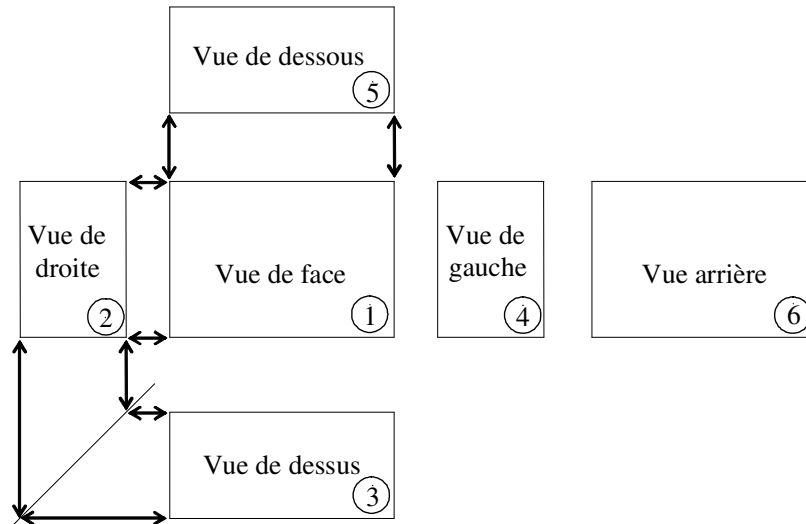 Vue de dessous
5
Vue de
droite
2
Vue de face
1
Vue de
gauche
4
Vue arrière
6
Vue de dessus
3